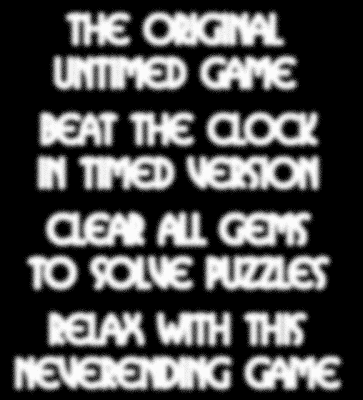 THE ORIGINAL
UNTIMED GAME
BEAT THE CLOCK
IN TIMED VERSION
CLEAR ALL GEMS
TO SOLVE PUZZLES
RELAX WITH THIS
NEVERENDING GAME